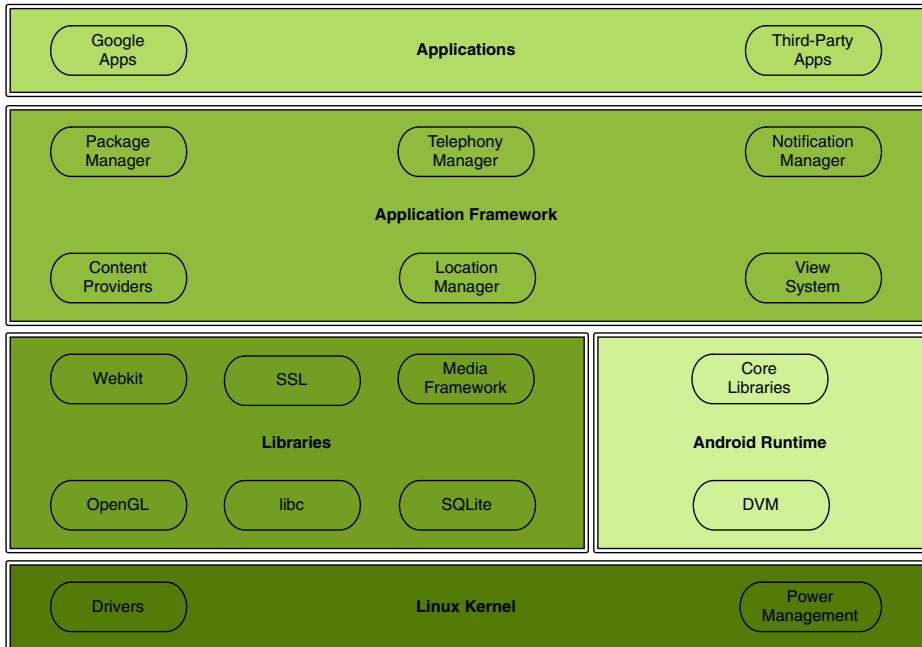 Google
Apps
Applications
Third-Party
Apps
Package
Manager
Telephony
Manager
Notification
Manager
Application Framework
Content
Providers
Location
Manager
View
System
Webkit
SSL
Media
Framework
Libraries
OpenGL
libc
SQLite
Core
Libraries
Android Runtime
DVM
Drivers
Linux Kernel
Power
Management